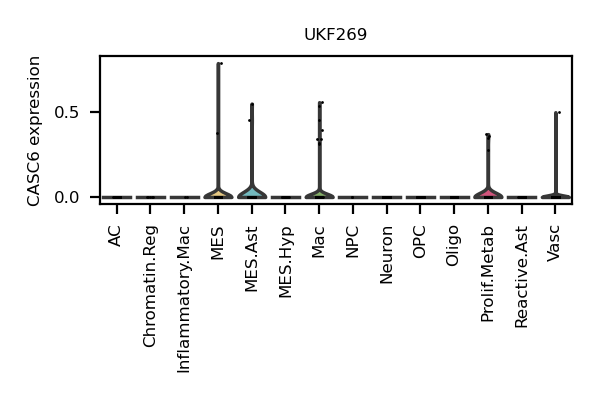 UKF269
CASC6 expression
0.5
0.0
AC
Chromatin.Reg
Inflammatory.Mac
MES
MES.Ast
MES.Hyp
Mac
NPC
Neuron
OPC
Oligo
Prolif.Metab
Reactive.Ast
Vasc